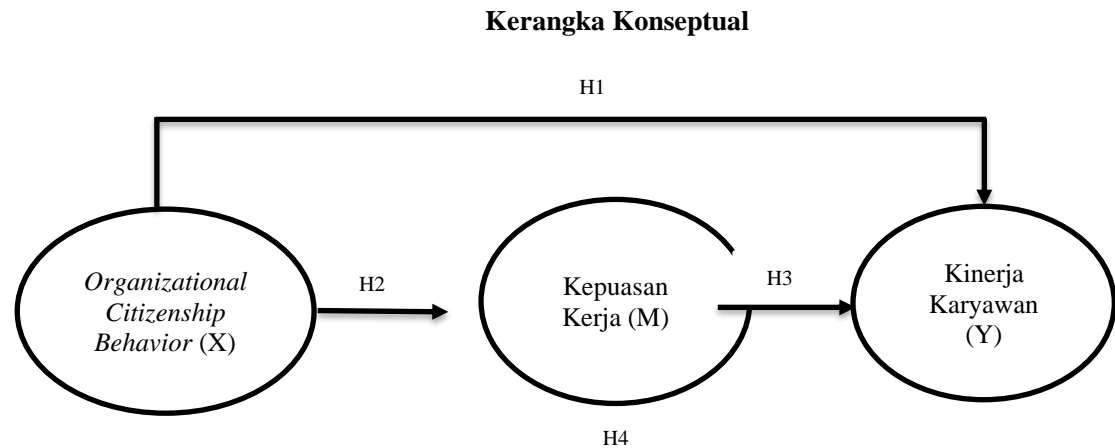 Kerangka Konseptual
H1
Organizational
Citizenship
Behavior (X)
H2
Kepuasan
Kerja (M)
H3
Kinerja
Karyawan
(Y)
H4